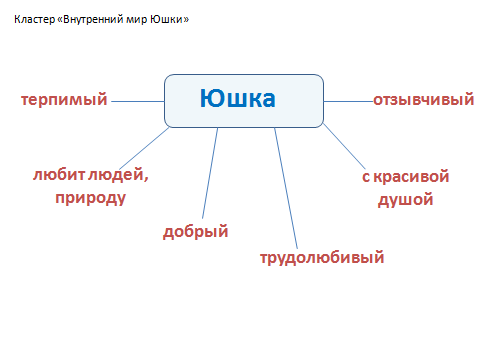 Кластер «Внутренний мир Юшки»
Юшка
терпимый
отзывчивый
любит людей,
природу
с красивой
душой
добрый
трудолюбивый